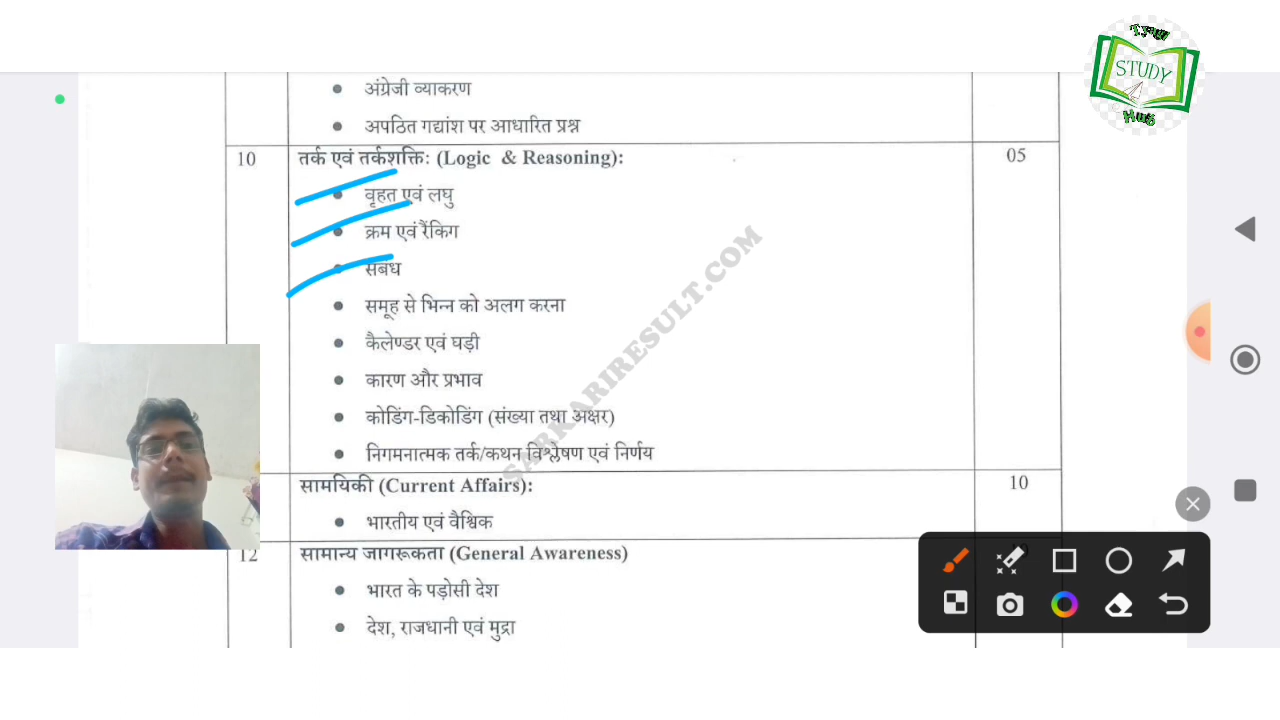 STUDY
Hub
अंग्रेजी व्याकरण
अपठित गद्यांश पर आधारित प्रश्न
10 तर्क एवं तर्कशक्तिः (Logic & Reasoning): 05
वृहत एवं लघु
क्रम एवं रैंकिग
संबंध
समूह से भिन्न को अलग करना
कैलेण्डर एवं घड़ी
कारण और प्रभाव
कोडिंग-डिकोडिंग (संख्या तथा अक्षर)
निगमनात्मक तर्क/कथन विश्लेषण एवं निर्णय
SARKARIRESULT.COM
सामयिकी (Current Affairs): 10
भारतीय एवं वैश्विक
12 सामान्य जागरूकता (General Awareness)
भारत के पड़ोसी देश
देश, राजधानी एवं मुद्रा